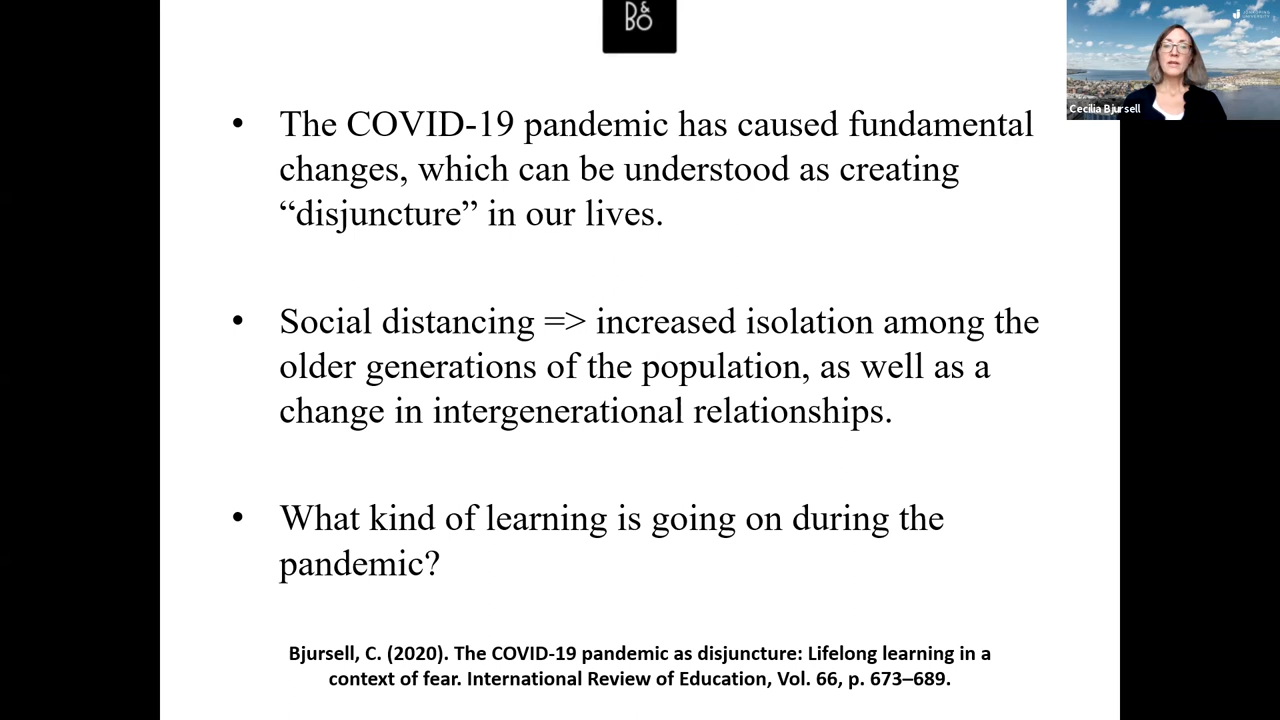 D&
BO
• The COVID-19 pandemic has caused fundamental
changes, which can be understood as creating
“disjuncture” in our lives.
• Social distancing => increased isolation among the
older generations of the population, as well as a
change in intergenerational relationships.
• What kind of learning is going on during the
pandemic?
Bjursell, C. (2020). The COVID-19 pandemic as disjuncture: Lifelong learning in a
context of fear. International Review of Education, Vol. 66, p. 673–689.
JÖNKÖPING
UNIVERSITY
Cecilia Bjursell